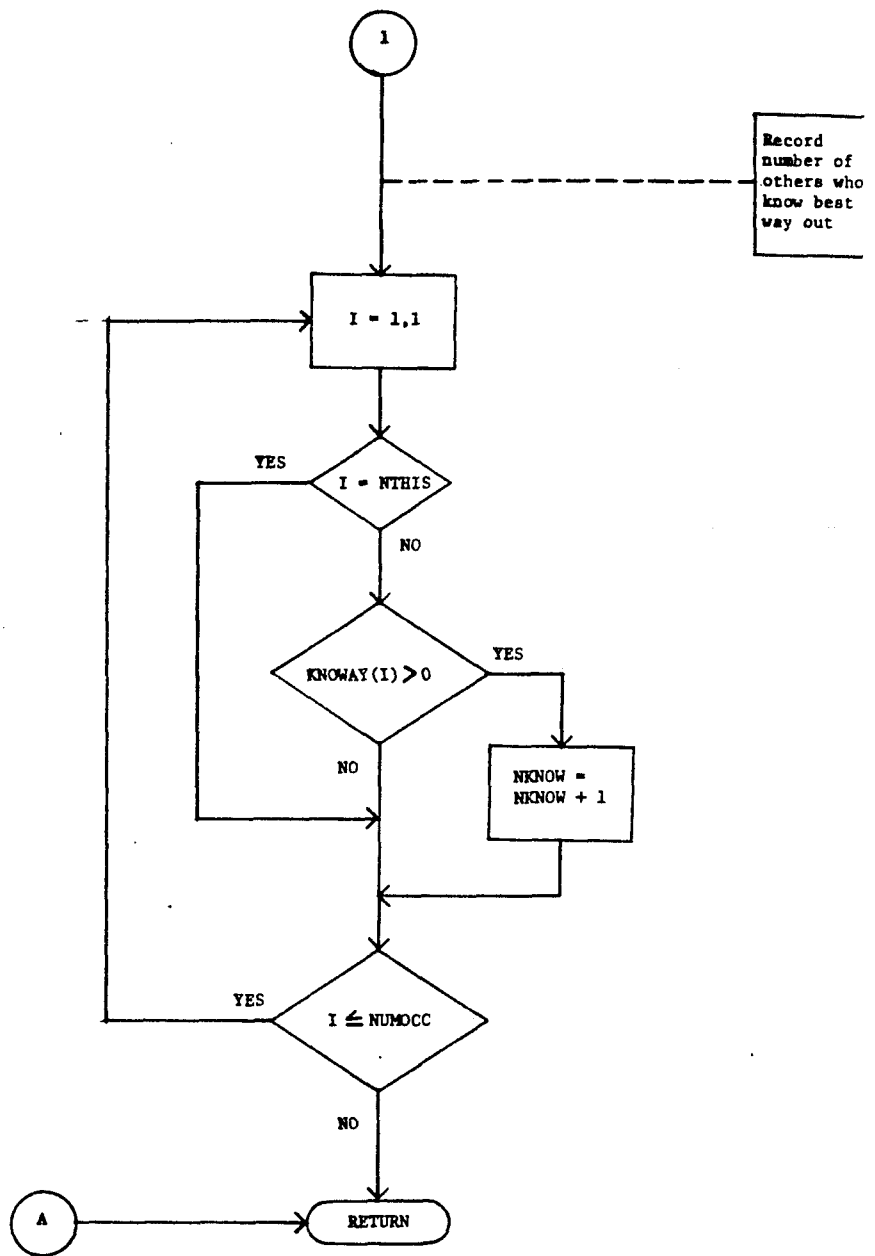 1
Record
number of
others who
know best
way out
I = 1,1
YES
I = NTHIS
NO
KNOWAY(I) > 0
YES
NO
NKNOW =
NKNOW + 1
YES
I ≤ NUMOCC
NO
A
RETURN